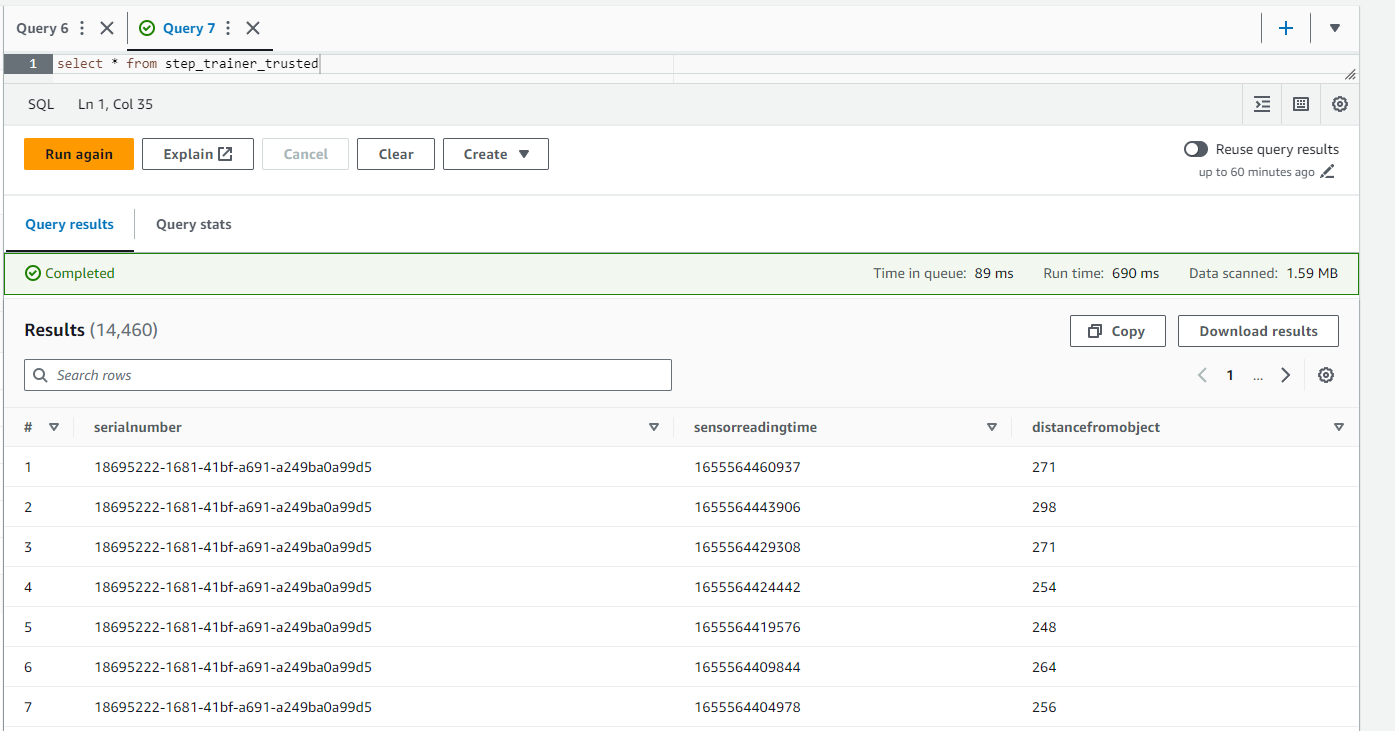 Query 6 Query 7
1 select * from step_trainer_trusted
SQL Ln 1, Col 35
Run again Explain Cancel Clear Create Reuse query results
up to 60 minutes ago
Query results Query stats
Completed Time in queue: 89 ms Run time: 690 ms Data scanned: 1.59 MB
Results (14,460) Copy Download results
Search rows 1 ...
# serialnumber sensorreadingtime distancefromobject
1 18695222-1681-41bf-a691-a249ba0a99d5 1655564460937 271
2 18695222-1681-41bf-a691-a249ba0a99d5 1655564443906 298
3 18695222-1681-41bf-a691-a249ba0a99d5 1655564429308 271
4 18695222-1681-41bf-a691-a249ba0a99d5 1655564424442 254
5 18695222-1681-41bf-a691-a249ba0a99d5 1655564419576 248
6 18695222-1681-41bf-a691-a249ba0a99d5 1655564409844 264
7 18695222-1681-41bf-a691-a249ba0a99d5 1655564404978 256